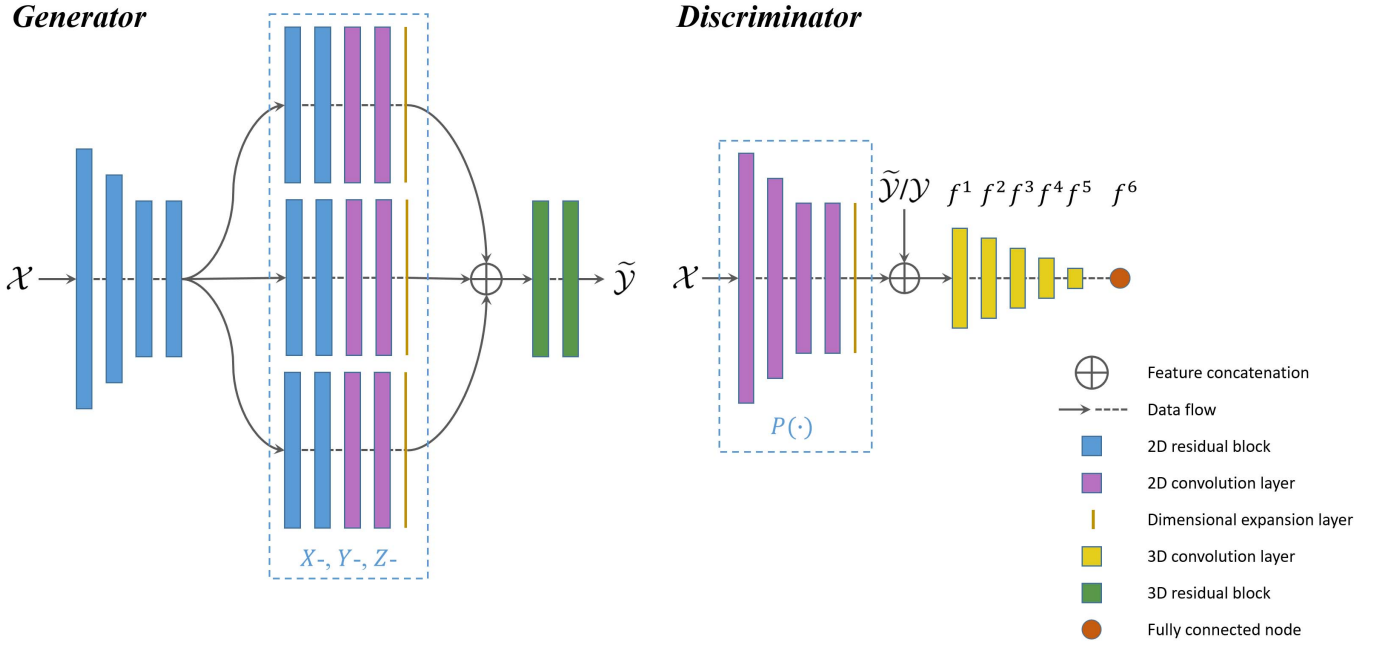 Generator
𝒳
X-, Y-, Z-
𝒴̃
Discriminator
𝒳
P(·)
𝒴̃/𝒴
f¹ f² f³ f⁴ f⁵ f⁶
Feature concatenation
Data flow
2D residual block
2D convolution layer
Dimensional expansion layer
3D convolution layer
3D residual block
Fully connected node